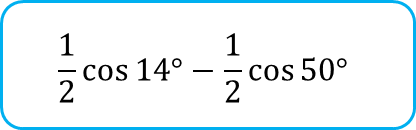 1/2 cos 14° − 1/2 cos 50°